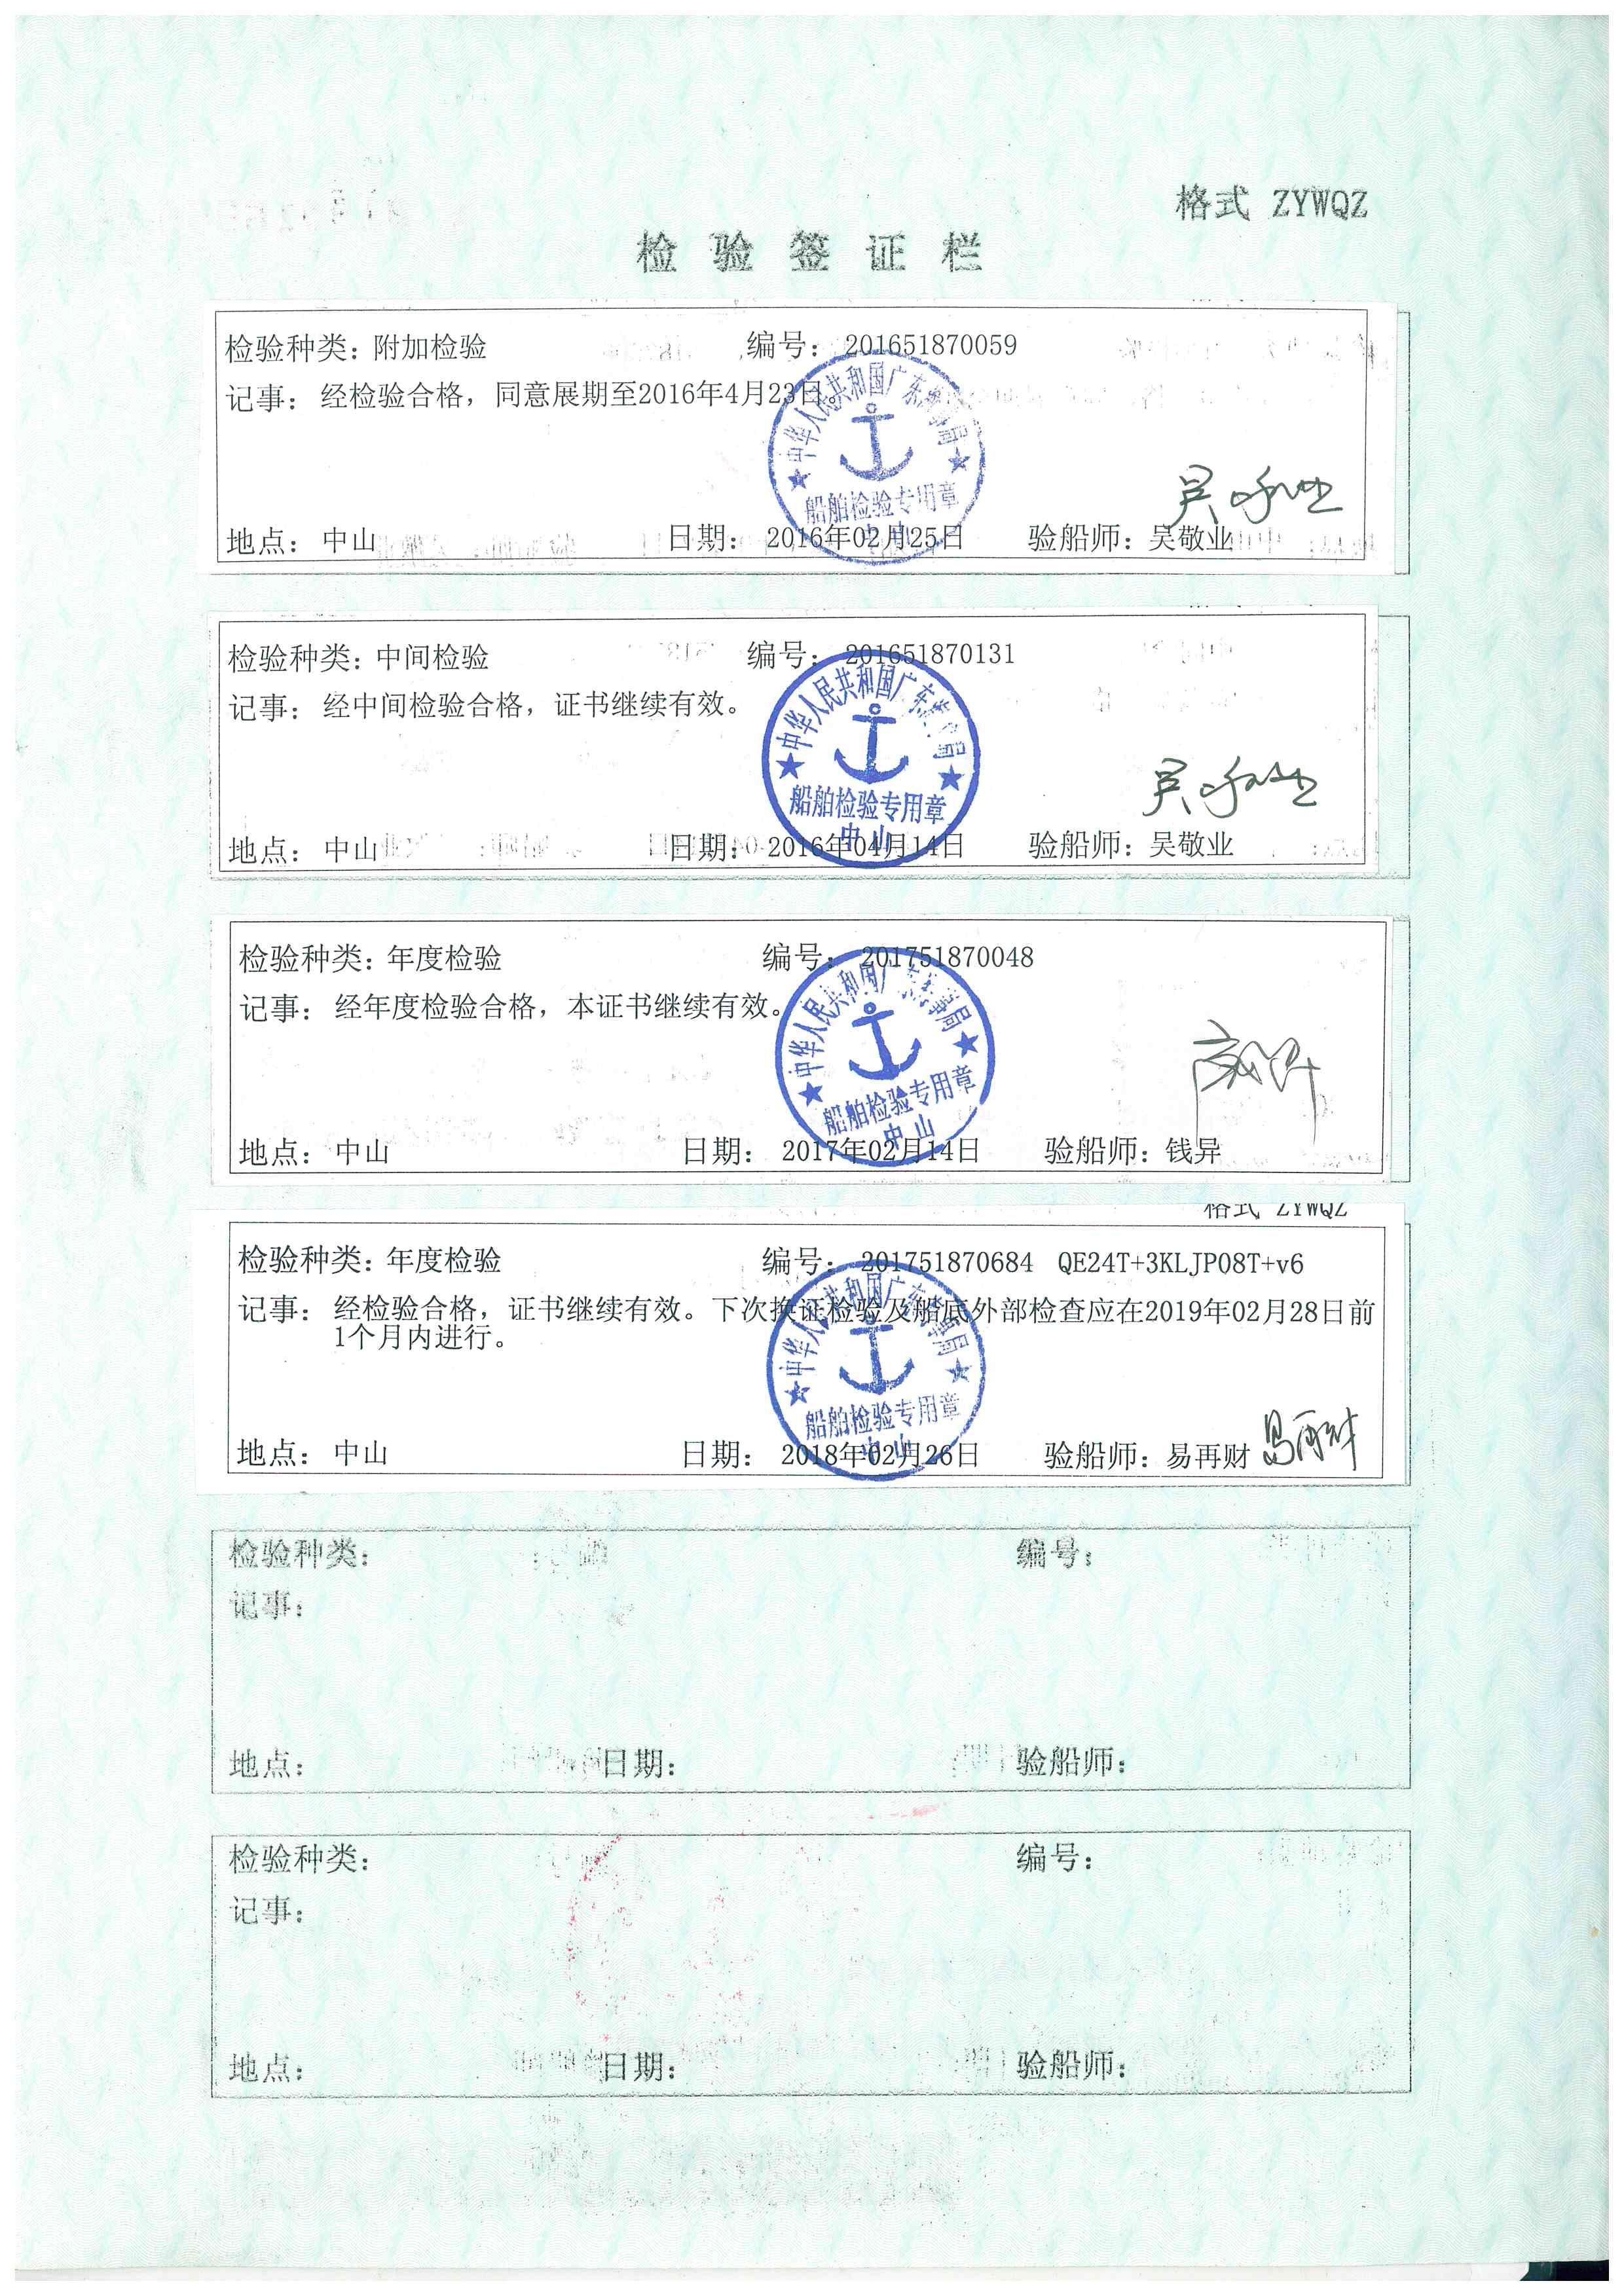 格式 ZYWQZ
检验签证栏
检验种类：附加检验 编号：201651870059
记事：经检验合格，同意展期至2016年4月23日。
中华人民共和国广东海事局
船舶检验专用章
中山
地点：中山 日期：2016年02月25日 验船师：吴敬业
检验种类：中间检验 编号：201651870131
记事：经中间检验合格，证书继续有效。
中华人民共和国广东海事局
船舶检验专用章
中山
地点：中山 日期：2016年04月14日 验船师：吴敬业
检验种类：年度检验 编号：201751870048
记事：经年度检验合格，本证书继续有效。
中华人民共和国广东海事局
船舶检验专用章
中山
地点：中山 日期：2017年02月14日 验船师：钱异
格式 ZYWQZ
检验种类：年度检验 编号：201751870684 QE24T+3KLJP08T+v6
记事：经检验合格，证书继续有效。下次换证检验及船底外部检查应在2019年02月28日前
1个月内进行。
中华人民共和国广东海事局
船舶检验专用章
中山
地点：中山 日期：2018年02月26日 验船师：易再财 易再财
检验种类： 编号：
记事：
地点： 日期： 验船师：
检验种类： 编号：
记事：
地点： 日期： 验船师：